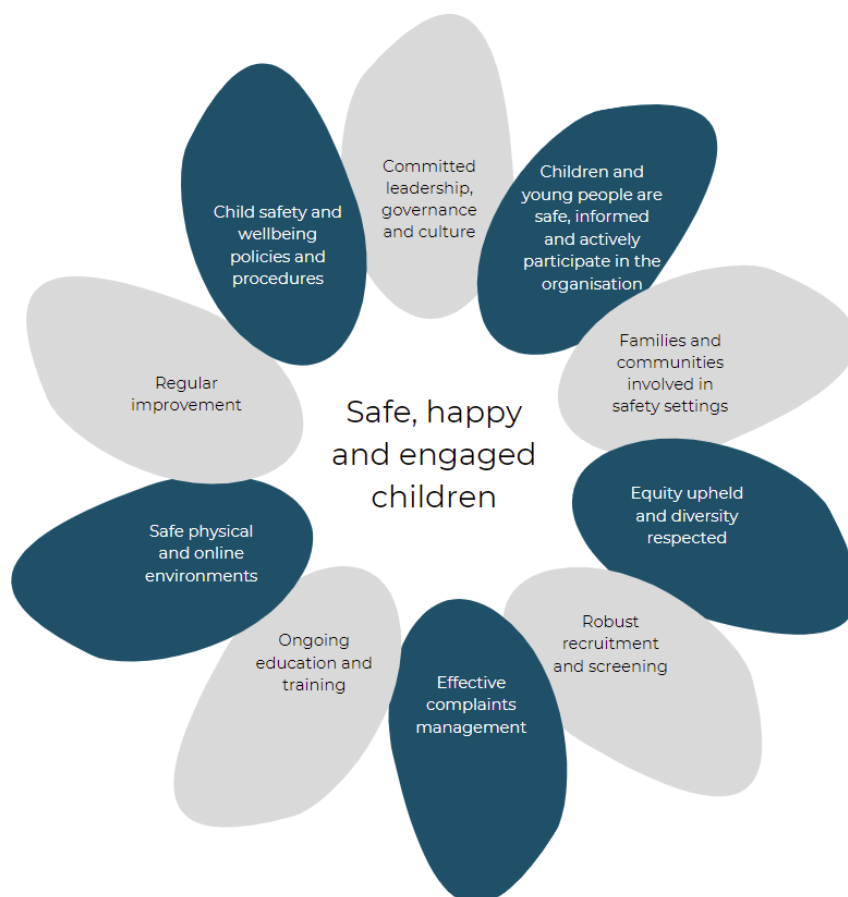 Committed
leadership,
governance
and culture
Children and
young people are
safe, informed
and actively
participate in the
organisation
Families and
communities
involved in
safety settings
Equity upheld
and diversity
respected
Robust
recruitment
and screening
Effective
complaints
management
Ongoing
education and
training
Safe physical
and online
environments
Regular
improvement
Child safety and
wellbeing
policies and
procedures
Safe, happy
and engaged
children